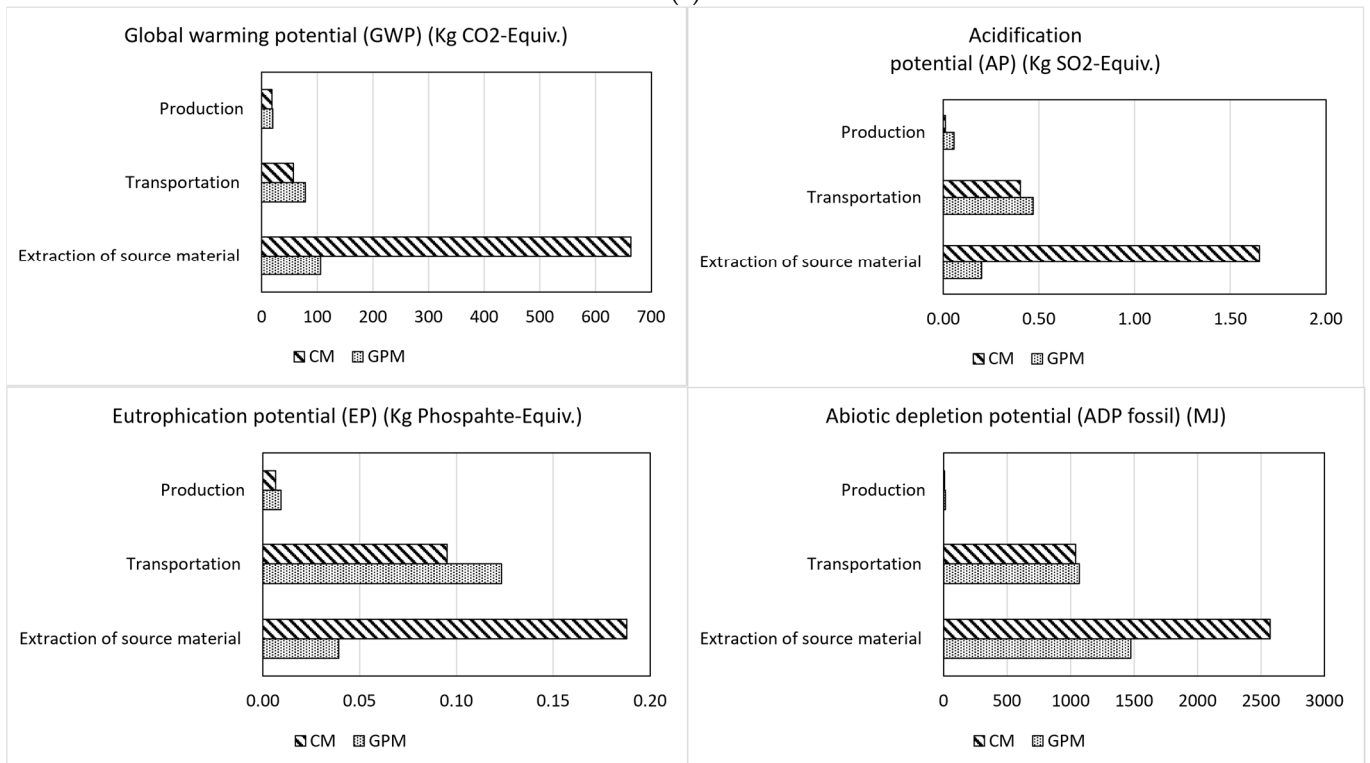 Global warming potential (GWP) (Kg CO2-Equiv.)
Production
Transportation
Extraction of source material
0 100 200 300 400 500 600 700
CM GPM
Acidification
potential (AP) (Kg SO2-Equiv.)
Production
Transportation
Extraction of source material
0.00 0.50 1.00 1.50 2.00
CM GPM
Eutrophication potential (EP) (Kg Phospahte-Equiv.)
Production
Transportation
Extraction of source material
0.00 0.05 0.10 0.15 0.20
CM GPM
Abiotic depletion potential (ADP fossil) (MJ)
Production
Transportation
Extraction of source material
0 500 1000 1500 2000 2500 3000
CM GPM